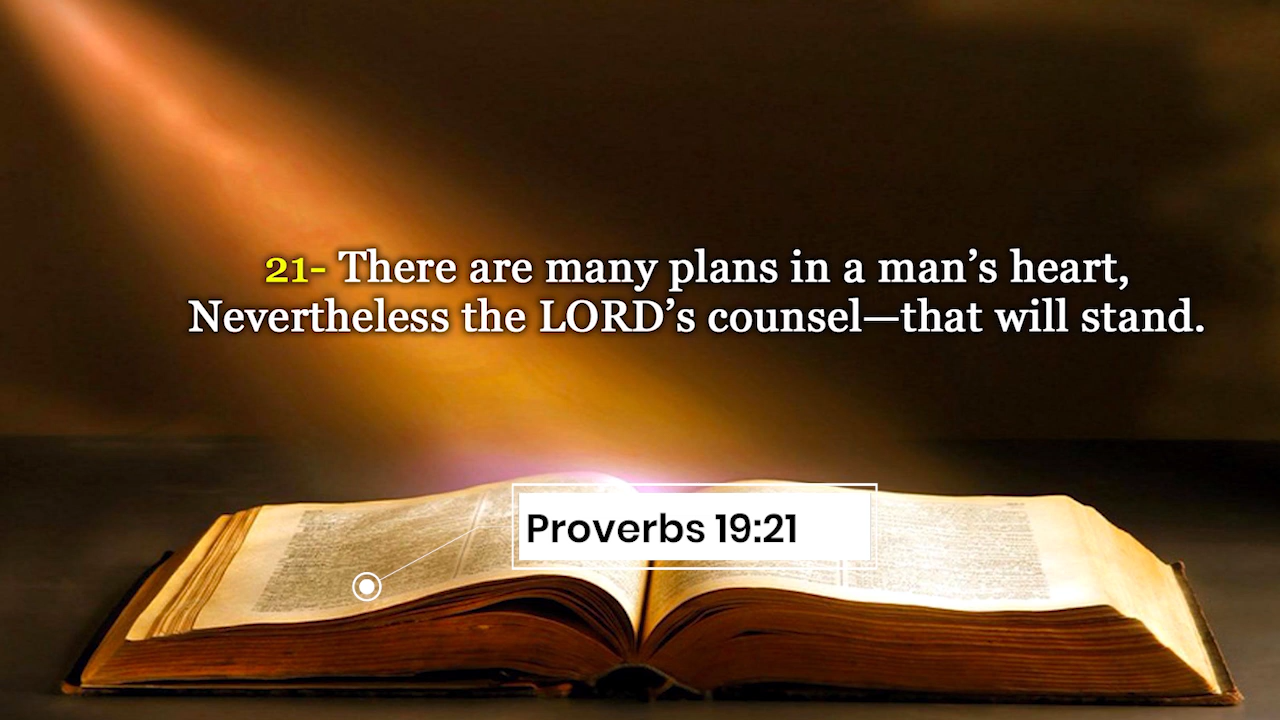 21- There are many plans in a man’s heart,
Nevertheless the LORD’s counsel—that will stand.
Proverbs 19:21